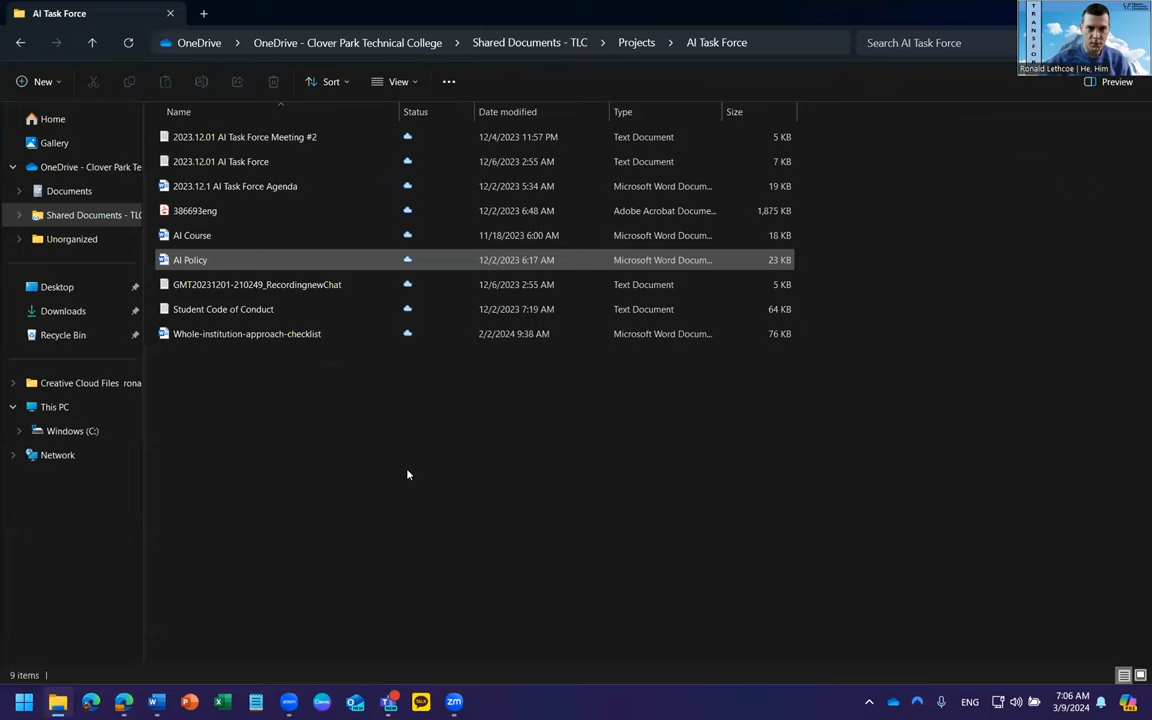 AI Task Force
OneDrive
OneDrive - Clover Park Technical College
Shared Documents - TLC
Projects
AI Task Force
Search AI Task Force
TRANSFO
Ronald Lethcoe | He, Him
New
Sort
View
Preview
Name
Status
Date modified
Type
Size
Home
Gallery
OneDrive - Clover Park Te
Documents
Shared Documents - TLC
Unorganized
Desktop
Downloads
Recycle Bin
Creative Cloud Files rona
This PC
Windows (C:)
Network
2023.12.01 AI Task Force Meeting #2 12/4/2023 11:57 PM Text Document 5 KB
2023.12.01 AI Task Force 12/6/2023 2:55 AM Text Document 7 KB
2023.12.1 AI Task Force Agenda 12/2/2023 5:34 AM Microsoft Word Docum... 19 KB
386693eng 12/2/2023 6:48 AM Adobe Acrobat Docume... 1,875 KB
AI Course 11/18/2023 6:00 AM Microsoft Word Docum... 18 KB
AI Policy 12/2/2023 6:17 AM Microsoft Word Docum... 23 KB
GMT20231201-210249_RecordingnewChat 12/6/2023 2:55 AM Text Document 5 KB
Student Code of Conduct 12/2/2023 7:19 AM Text Document 64 KB
Whole-institution-approach-checklist 2/2/2024 9:38 AM Microsoft Word Docum... 76 KB
9 items
TALK
zm
ENG
7:06 AM
3/9/2024
PRE